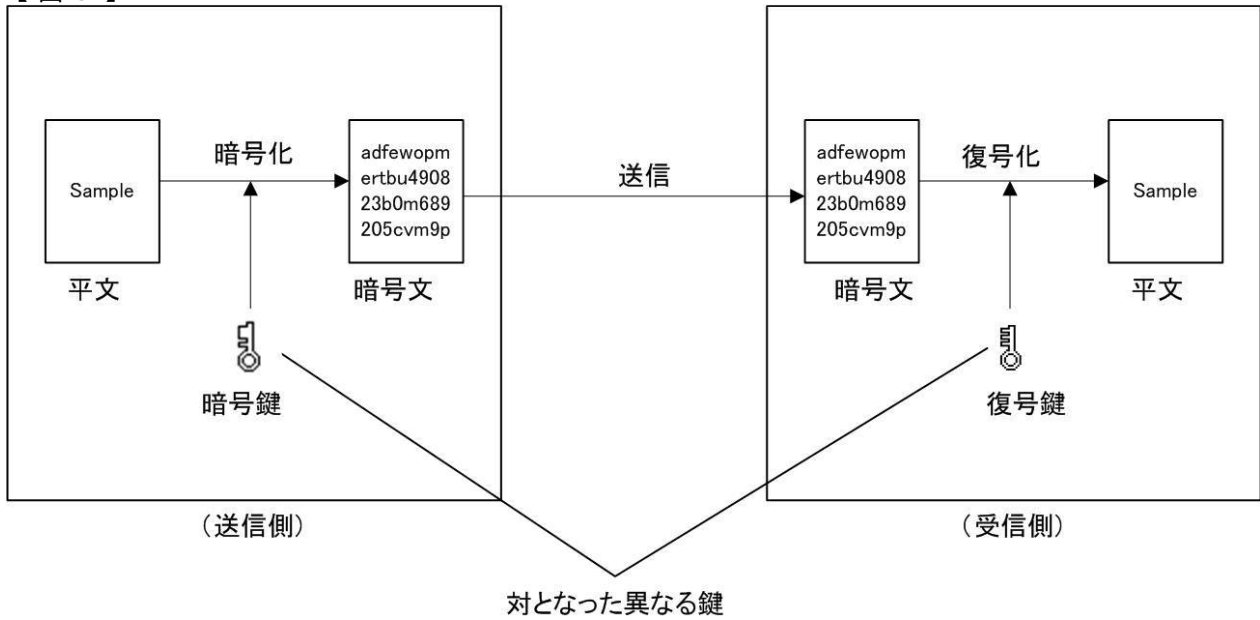 暗号化
復号化
送信
Sample
adfewopm
ertbu4908
23b0m689
205cvm9p
adfewopm
ertbu4908
23b0m689
205cvm9p
Sample
平文
暗号文
暗号文
平文
暗号鍵
復号鍵
(送信側)
(受信側)
対となった異なる鍵